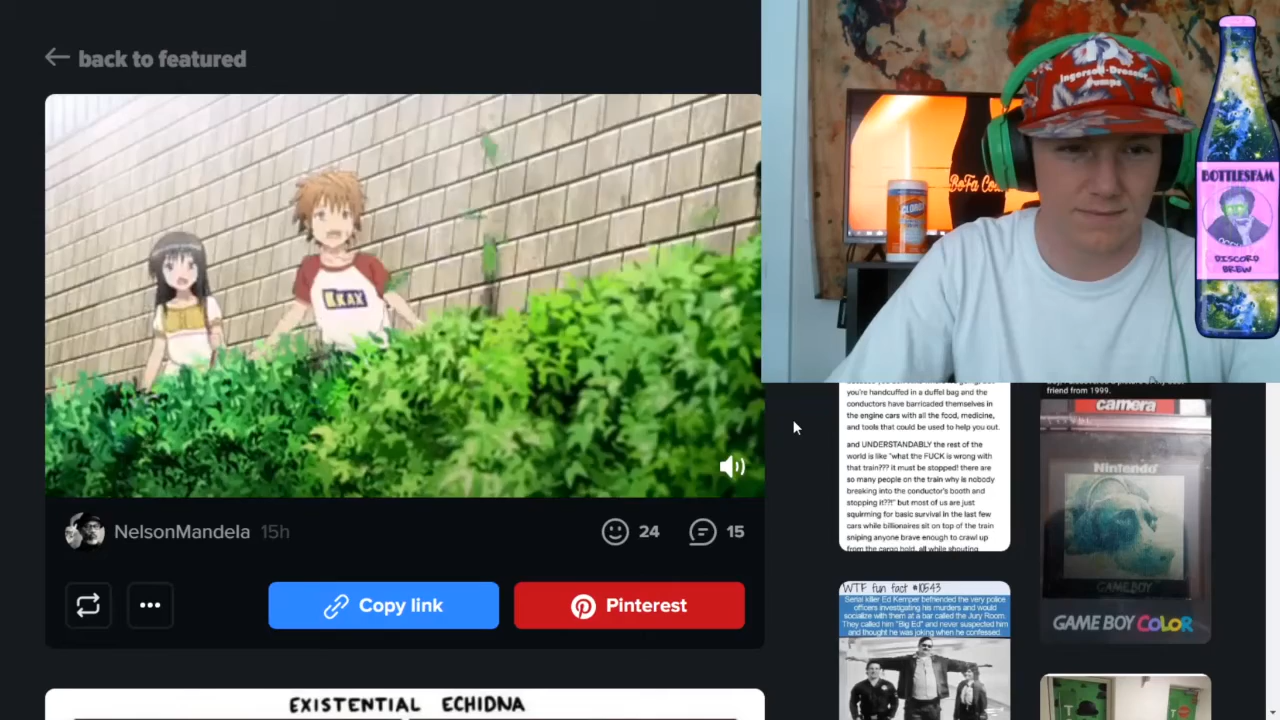 back to featured
KKAX
NelsonMandela 15h
24
15
Copy link
Pinterest
EXISTENTIAL ECHIDNA
Ingersoll-Dresser
Pumps
CLOROX
BoFa Co
BOTTLESFAM
DISCORD
BREW
you're handcuffed in a duffel bag and the
conductors have barricaded themselves in
the engine cars with all the food, medicine,
and tools that could be used to help you out.
and UNDERSTANDABLY the rest of the
world is like "what the FUCK is wrong with
that train??? it must be stopped! there are
so many people on the train why is nobody
breaking into the conductor's booth and
stopping it??!" but most of us are just
squirming for basic survival in the last few
cars while billionaires sit on top of the train
sniping anyone brave enough to crawl up
from the cargo hold, all while shouting
WTF fun fact #10543
Serial killer Ed Kemper befriended the very police
officers investigating his murders and would
socialize with them at a bar called the Jury Room.
They called him "Big Ed" and never suspected him
and thought he was joking when he confessed.
friend from 1999.
camera
Nintendo
GAMEBOY
GAME BOY COLOR